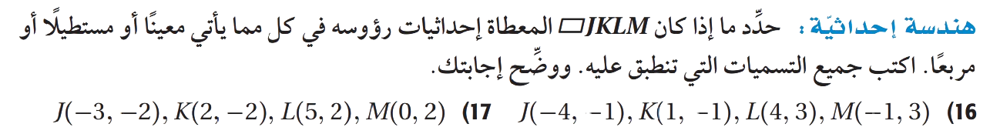 هندسة إحداثيّة : حدِّد ما إذا كان ▱JKLM المعطاة إحداثيات رؤوسه في كل مما يأتي معينًا أو مستطيلًا أو
مربعًا. اكتب جميع التسميات التي تنطبق عليه. ووضِّح إجابتك.
16) J(−4, −1), K(1, −1), L(4, 3), M(−1, 3) 17) J(−3, −2), K(2, −2), L(5, 2), M(0, 2)